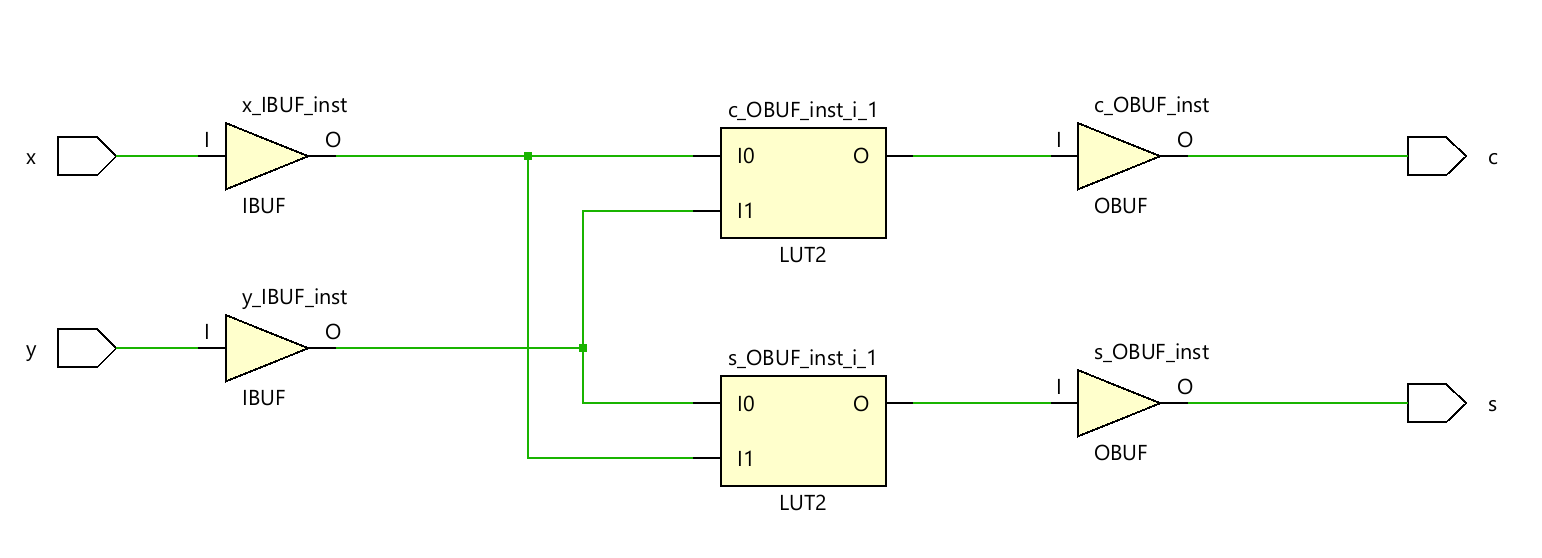 x_IBUF_inst
c_OBUF_inst_i_1
c_OBUF_inst
x
I
O
I0
O
I
O
c
IBUF
I1
OBUF
LUT2
y_IBUF_inst
y
I
O
IBUF
s_OBUF_inst_i_1
s_OBUF_inst
I0
O
I
O
s
I1
OBUF
LUT2